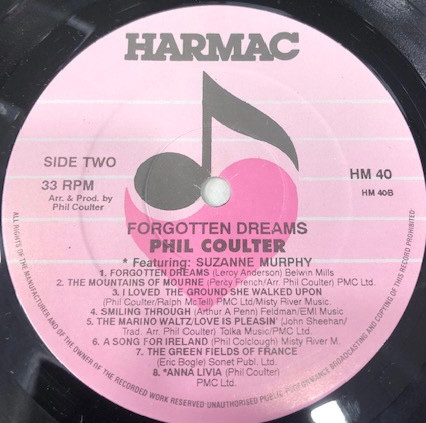 HARMAC
SIDE TWO
33 RPM
Arr. & Prod. by
Phil Coulter
HM 40
HM 40B
FORGOTTEN DREAMS
PHIL COULTER
* Featuring: SUZANNE MURPHY
1. FORGOTTEN DREAMS (Leroy Anderson) Belwin Mills
2. THE MOUNTAINS OF MOURNE (Percy French/Arr. Phil Coulter) PMC Ltd.
3. I LOVED THE GROUND SHE WALKED UPON
(Phil Coulter/Ralph McTell) PMC Ltd/Misty River Music.
4. SMILING THROUGH (Arthur A Penn) Feldman/EMI Music
5. THE MARINO WALTZ/LOVE IS PLEASIN' (John Sheehan/
Trad. Arr. Phil Coulter) Tolka Music/PMC Ltd.
6. A SONG FOR IRELAND (Phil Colclough) Misty River M.
7. THE GREEN FIELDS OF FRANCE
(Eric Bogle) Sonet Publ. Ltd.
8. *ANNA LIVIA (Phil Coulter)
PMC Ltd.
ALL RIGHTS OF THE MANUFACTURER AND OF THE OWNER OF THE RECORDED WORK RESERVED UNAUTHORISED PUBLIC PERFORMANCE BROADCASTING AND COPYING OF THIS RECORD PROHIBITED